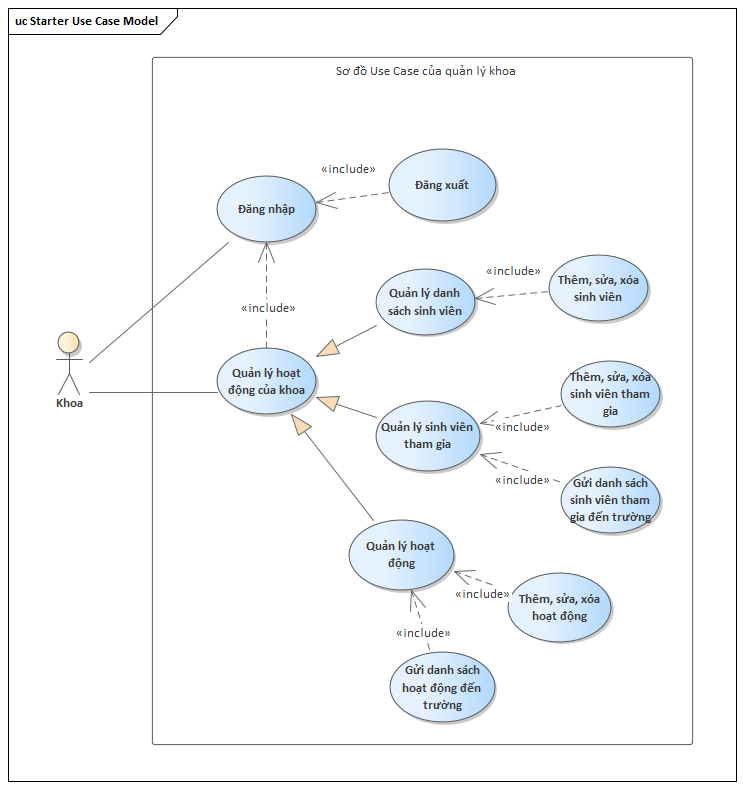 uc Starter Use Case Model
Sơ đồ Use Case của quản lý khoa
«include»
Đăng xuất
Đăng nhập
«include»
Thêm, sửa, xóa
sinh viên
Quản lý danh
sách sinh viên
«include»
Quản lý hoạt
động của khoa
Khoa
Thêm, sửa, xóa
sinh viên tham
gia
Quản lý sinh viên
tham gia
«include»
«include»
Gửi danh sách
sinh viên tham
gia đến trường
Quản lý hoạt
động
«include»
Thêm, sửa, xóa
hoạt động
«include»
Gửi danh sách
hoạt động đến
trường